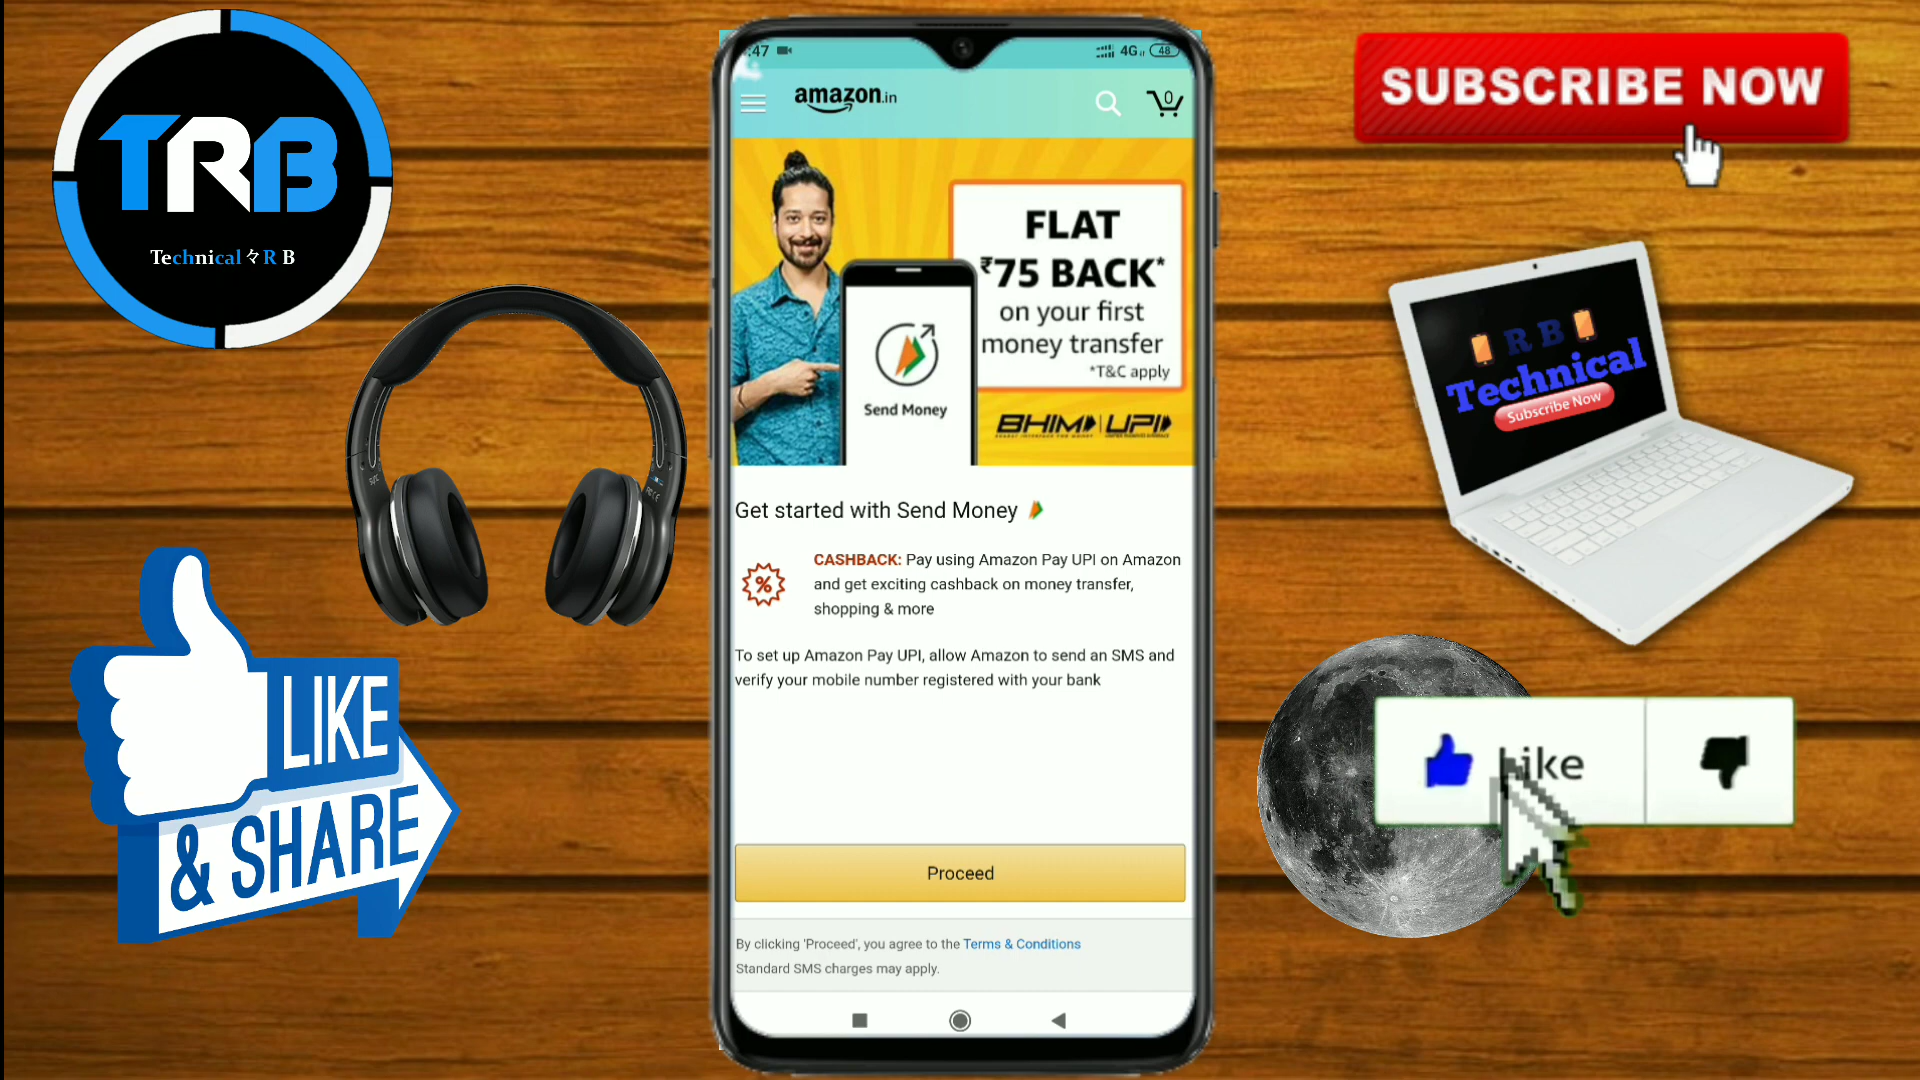 TRB
Technical々R B
SUBSCRIBE NOW
:47
4G
48
amazon.in
0
FLAT
₹75 BACK*
on your first
money transfer
*T&C apply
Send Money
BHIM UPI
Get started with Send Money
%
CASHBACK: Pay using Amazon Pay UPI on Amazon
and get exciting cashback on money transfer,
shopping & more
To set up Amazon Pay UPI, allow Amazon to send an SMS and
verify your mobile number registered with your bank
Proceed
By clicking 'Proceed', you agree to the Terms & Conditions
Standard SMS charges may apply.
R B
Technical
Subscribe Now
LIKE
& SHARE
Like